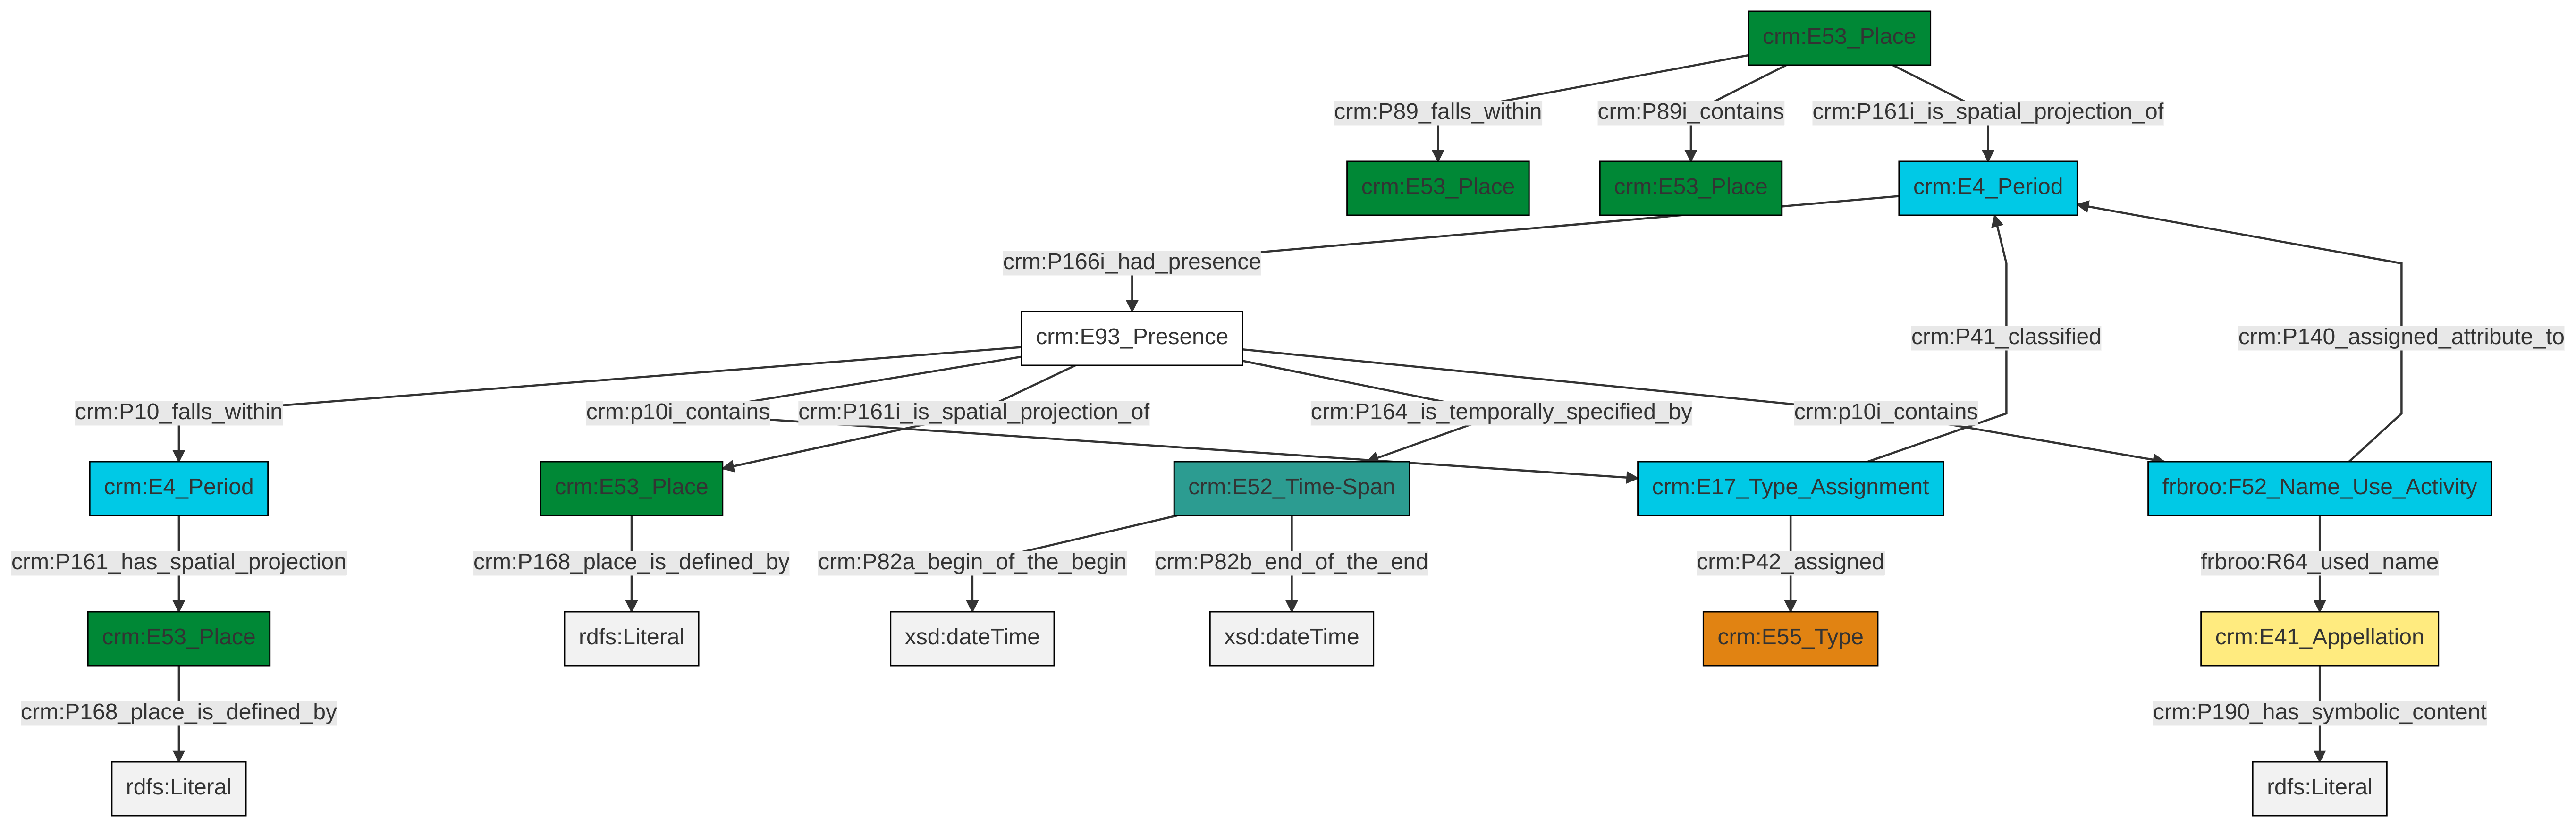 crm:E53_Place
crm:P89_falls_within
crm:P89i_contains
crm:P161i_is_spatial_projection_of
crm:E53_Place
crm:E53_Place
crm:E4_Period
crm:P166i_had_presence
crm:E93_Presence
crm:P41_classified
crm:P140_assigned_attribute_to
crm:P10_falls_within
crm:p10i_contains
crm:P161i_is_spatial_projection_of
crm:P164_is_temporally_specified_by
crm:p10i_contains
crm:E4_Period
crm:E53_Place
crm:E52_Time-Span
crm:E17_Type_Assignment
frbroo:F52_Name_Use_Activity
crm:P161_has_spatial_projection
crm:P168_place_is_defined_by
crm:P82a_begin_of_the_begin
crm:P82b_end_of_the_end
crm:P42_assigned
frbroo:R64_used_name
crm:E53_Place
rdfs:Literal
xsd:dateTime
xsd:dateTime
crm:E55_Type
crm:E41_Appellation
crm:P168_place_is_defined_by
crm:P190_has_symbolic_content
rdfs:Literal
rdfs:Literal